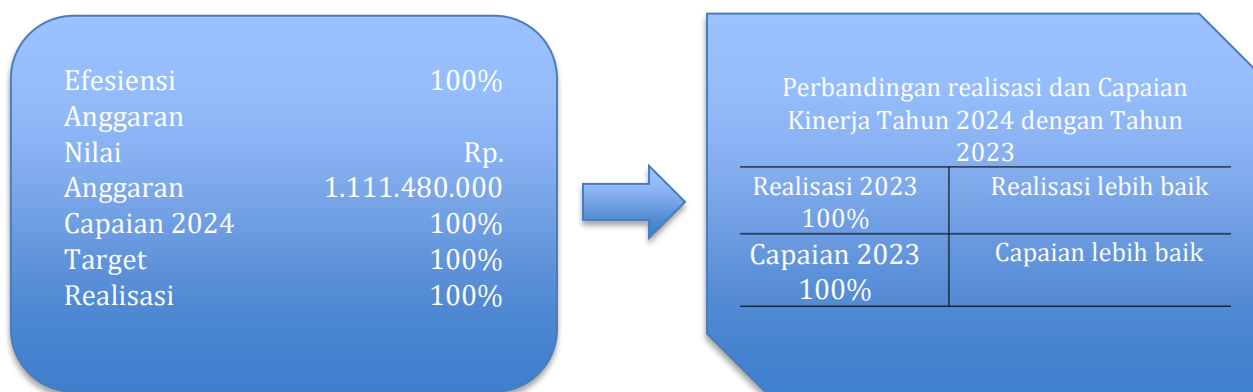 Efesiensi 100%
Anggaran
Nilai Rp.
Anggaran 1.111.480.000
Capaian 2024 100%
Target 100%
Realisasi 100%
Perbandingan realisasi dan Capaian
Kinerja Tahun 2024 dengan Tahun
2023
Realisasi 2023 Realisasi lebih baik
100%
Capaian 2023 Capaian lebih baik
100%